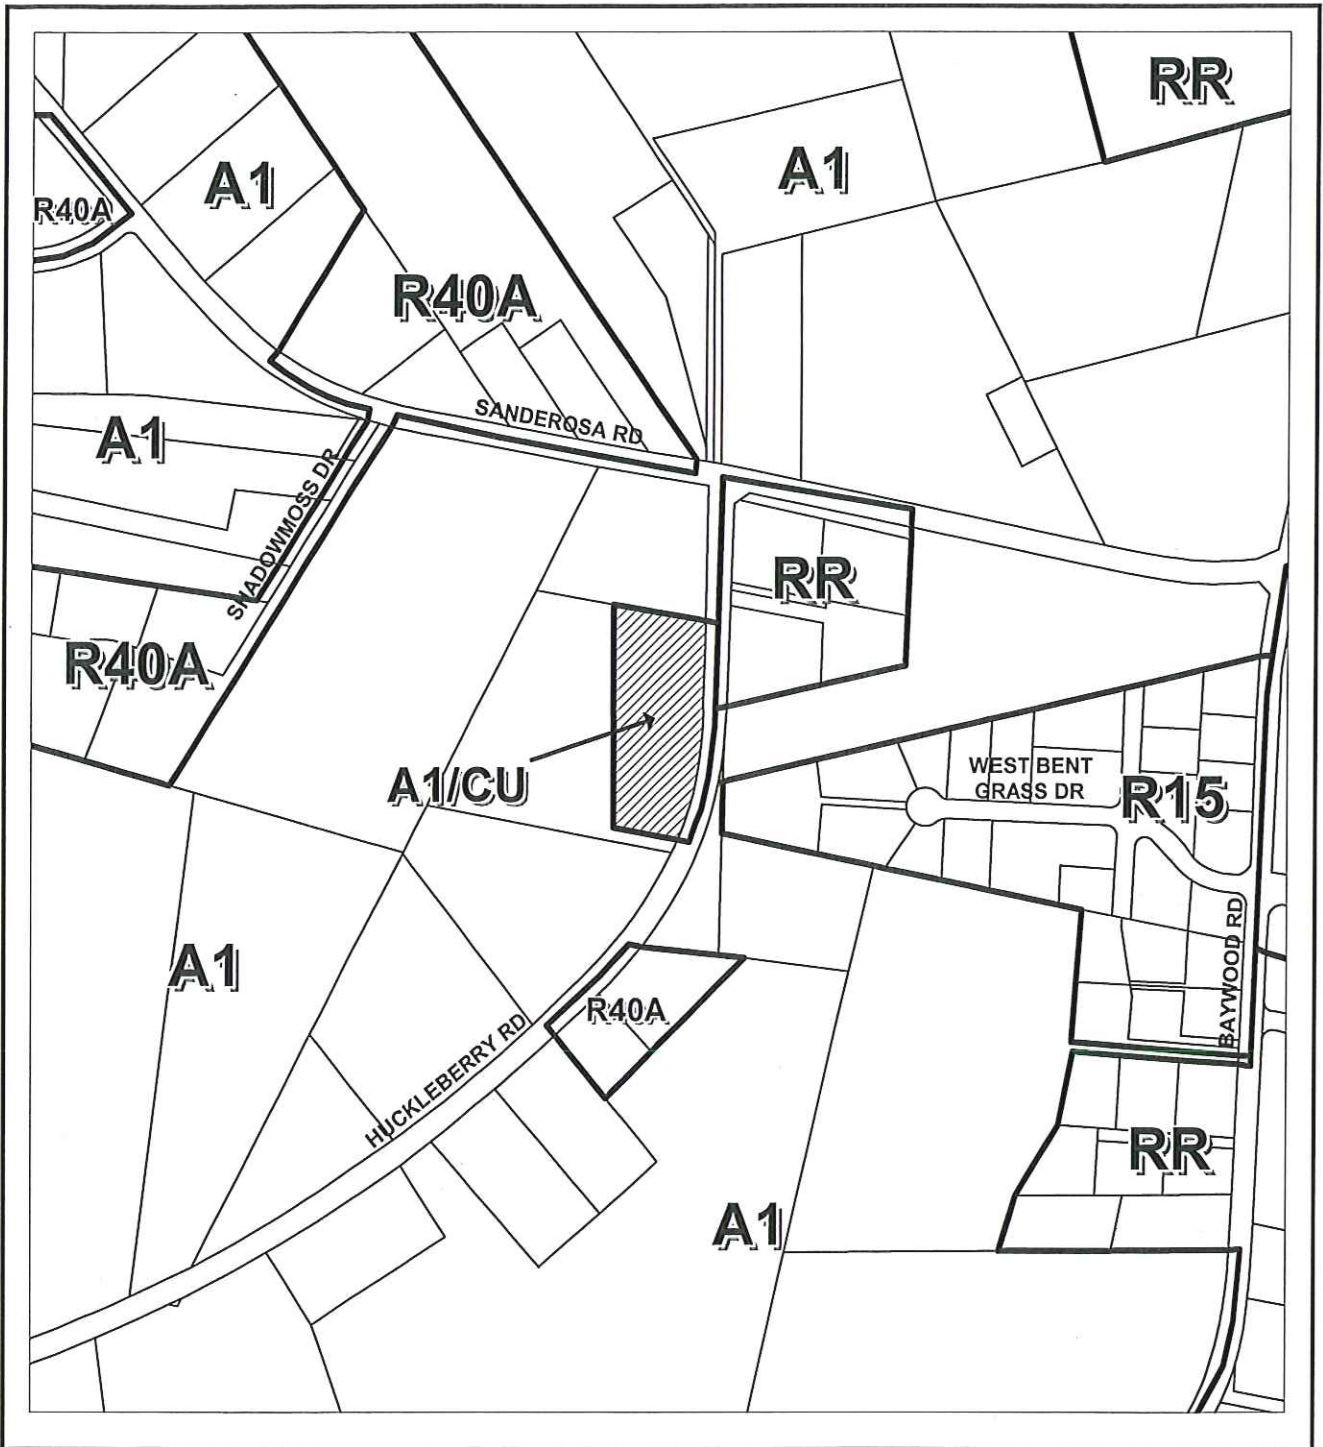 RR
A1
A1
R40A
R40A
SANDEROSA RD
A1
SHADOWMOSS DR
RR
R40A
A1/CU
WEST BENT
GRASS DR
R15
BAYWOOD RD
A1
R40A
HUCKLEBERRY RD
RR
A1